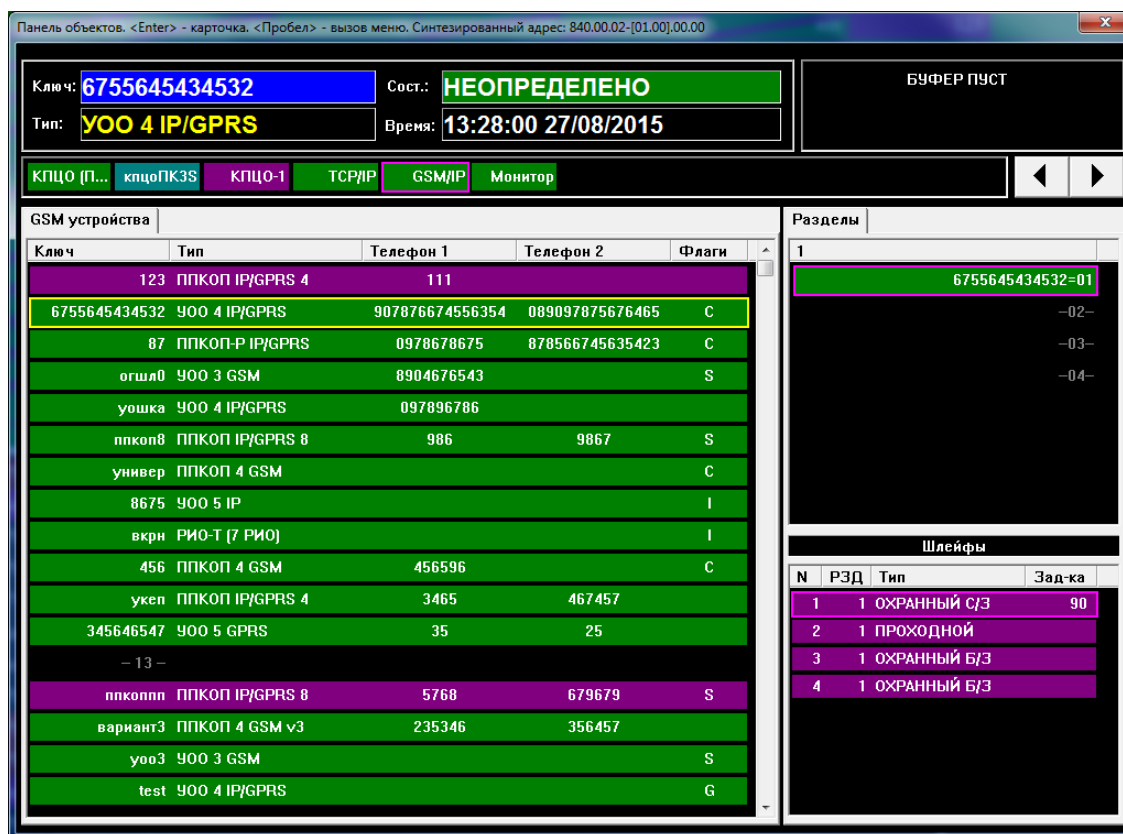 Панель объектов. <Enter> - карточка. <Пробел> - вызов меню. Синтезированный адрес: 840.00.02-[01.00].00.00
Ключ: 6755645434532 Сост.: НЕОПРЕДЕЛЕНО
Тип: УОО 4 IP/GPRS Время: 13:28:00 27/08/2015
БУФЕР ПУСТ
КПЦО (П... кпцоПКЗS КПЦО-1 TCP/IP GSM/IP Монитор
GSM устройства
Ключ Тип Телефон 1 Телефон 2 Флаги
123 ППКОП IP/GPRS 4 111
6755645434532 УОО 4 IP/GPRS 907876674556354 089097875676465 C
87 ППКОП-Р IP/GPRS 0978678675 878566745635423 C
огшл0 УОО 3 GSM 8904676543 S
уошка УОО 4 IP/GPRS 097896786
ппкоп8 ППКОП IP/GPRS 8 986 9867 S
универ ППКОП 4 GSM C
8675 УОО 5 IP I
вкрн РИО-Т (7 РИО) I
456 ППКОП 4 GSM 456596 C
укеп ППКОП IP/GPRS 4 3465 467457
345646547 УОО 5 GPRS 35 25
– 13 –
ппкоппп ППКОП IP/GPRS 8 5768 679679 S
вариант3 ППКОП 4 GSM v3 235346 356457
уоо3 УОО 3 GSM S
test УОО 4 IP/GPRS G
Разделы
1
6755645434532=01
–02–
–03–
–04–
Шлейфы
N РЗД Тип Зад-ка
1 1 ОХРАННЫЙ С/З 90
2 1 ПРОХОДНОЙ
3 1 ОХРАННЫЙ Б/З
4 1 ОХРАННЫЙ Б/З